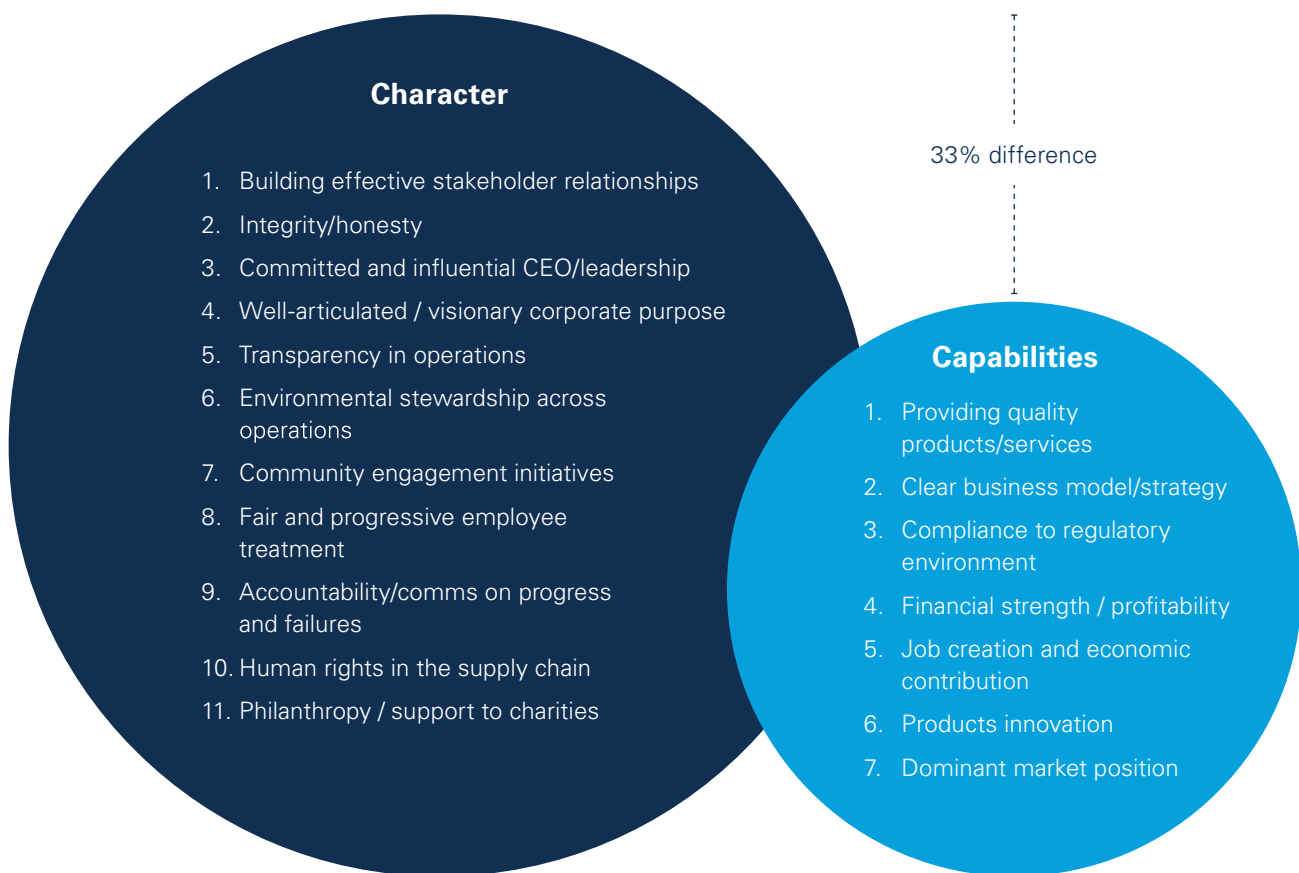 Character
1. Building effective stakeholder relationships
2. Integrity/honesty
3. Committed and influential CEO/leadership
4. Well-articulated / visionary corporate purpose
5. Transparency in operations
6. Environmental stewardship across
operations
7. Community engagement initiatives
8. Fair and progressive employee
treatment
9. Accountability/comms on progress
and failures
10. Human rights in the supply chain
11. Philanthropy / support to charities
33% difference
Capabilities
1. Providing quality
products/services
2. Clear business model/strategy
3. Compliance to regulatory
environment
4. Financial strength / profitability
5. Job creation and economic
contribution
6. Products innovation
7. Dominant market position